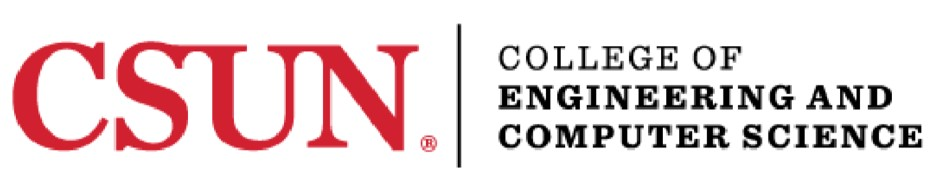 CSUN®
COLLEGE OF
ENGINEERING AND
COMPUTER SCIENCE